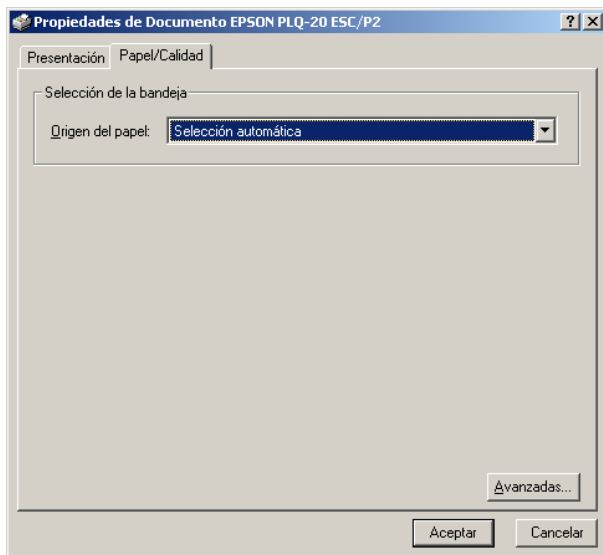 Propiedades de Documento EPSON PLQ-20 ESC/P2
Presentación Papel/Calidad
Selección de la bandeja
Origen del papel: Selección automática
Avanzadas...
Aceptar Cancelar